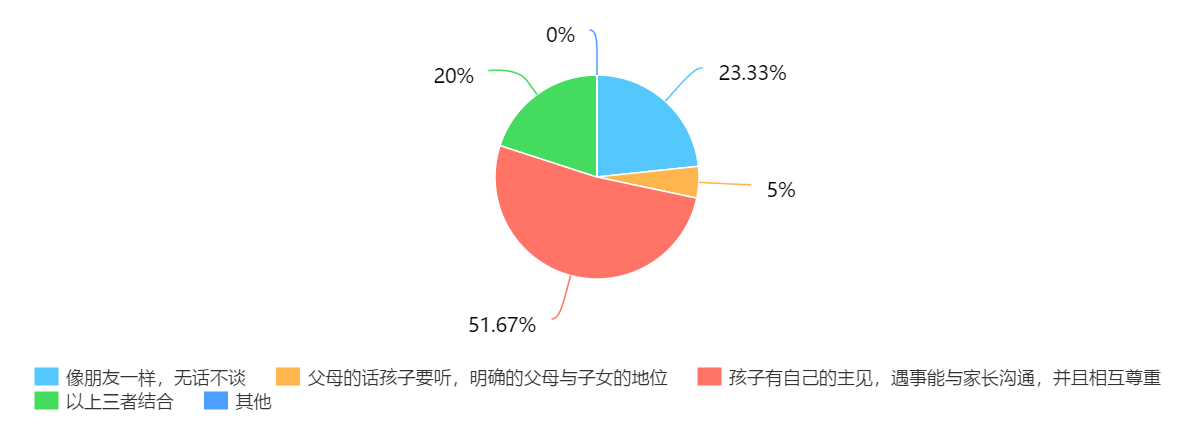 0%
20%
23.33%
5%
51.67%
像朋友一样，无话不谈
父母的话孩子要听，明确的父母与子女的地位
孩子有自己的主见，遇事能与家长沟通，并且相互尊重
以上三者结合
其他